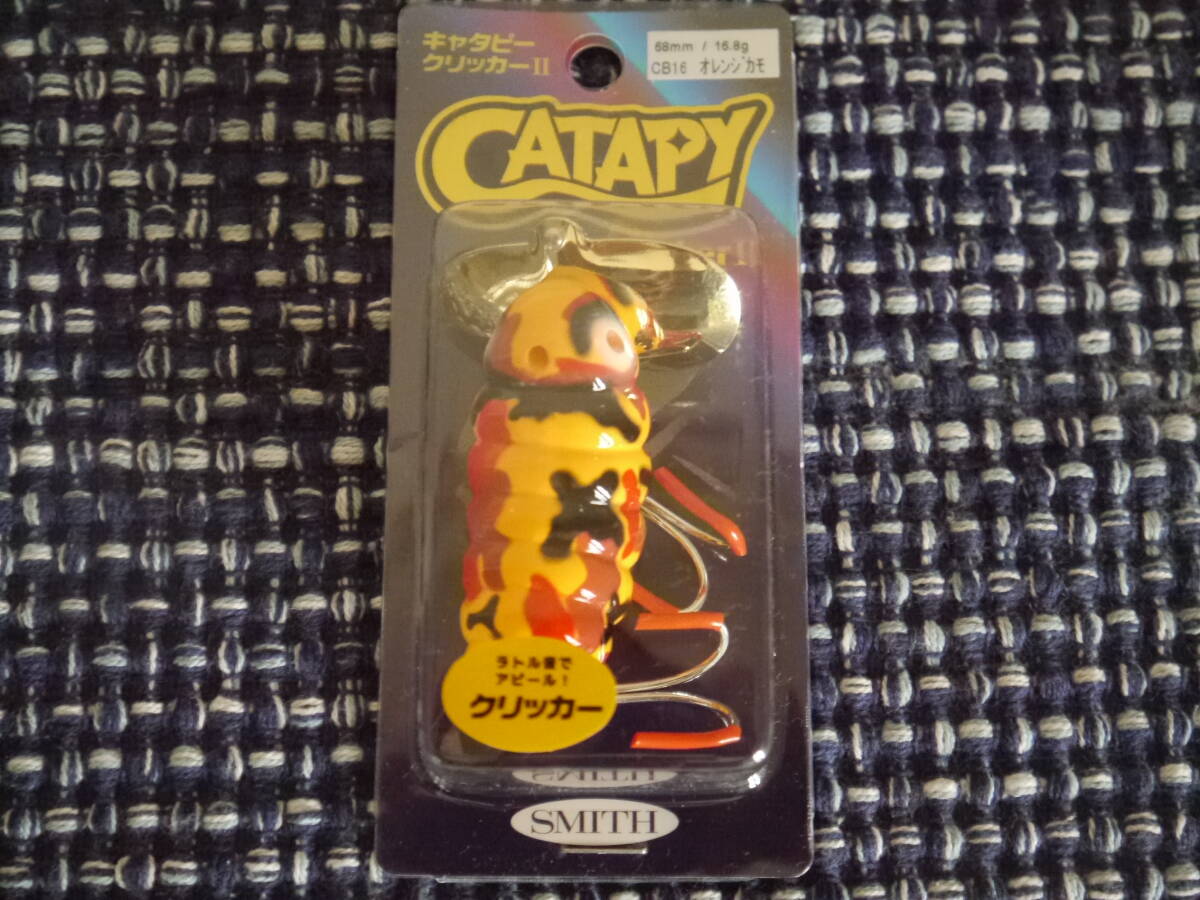 キャタピー
クリッカーII
68mm / 16.8g
CB16 オレンジカモ
CATAPY
ラトル音で
アピール!
クリッカー
SMITH